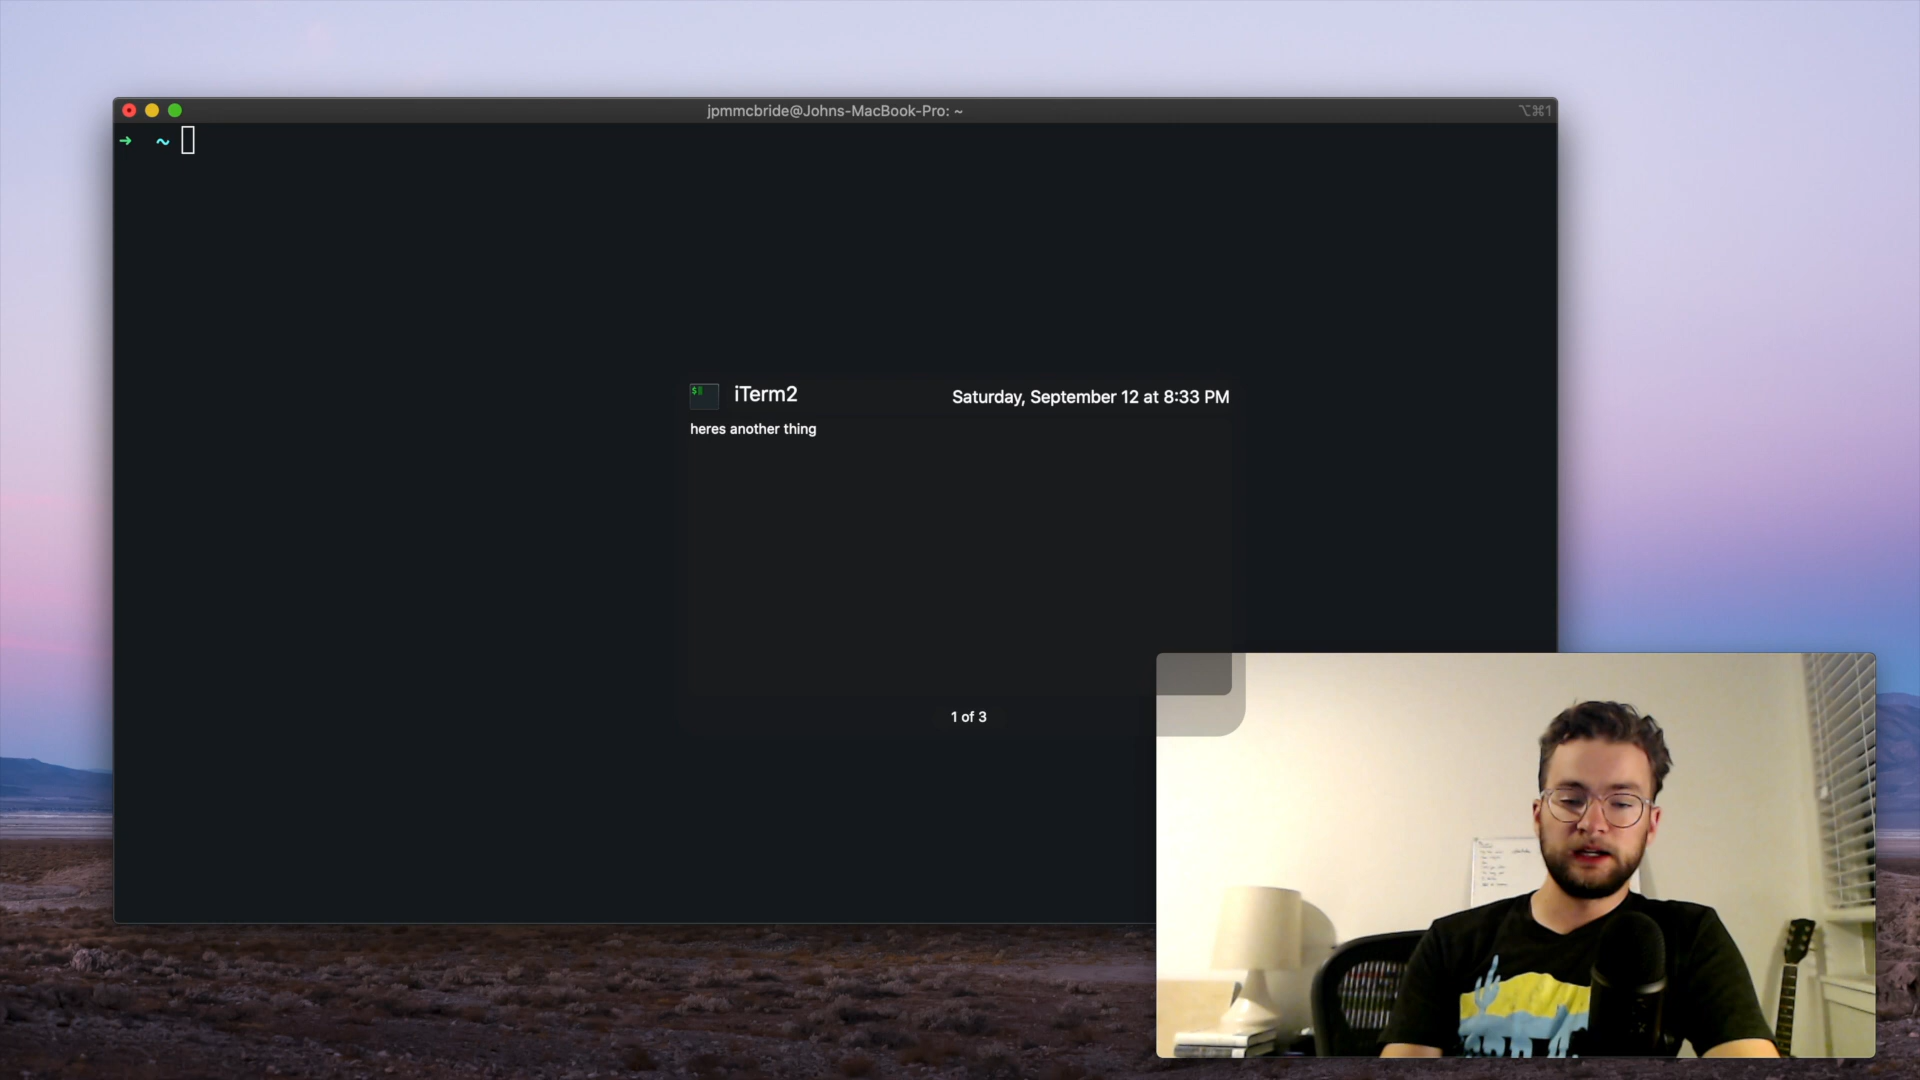 jpmmcbride@Johns-MacBook-Pro: ~
⌥⌘1
➜ ~
$
iTerm2
Saturday, September 12 at 8:33 PM
heres another thing
1 of 3